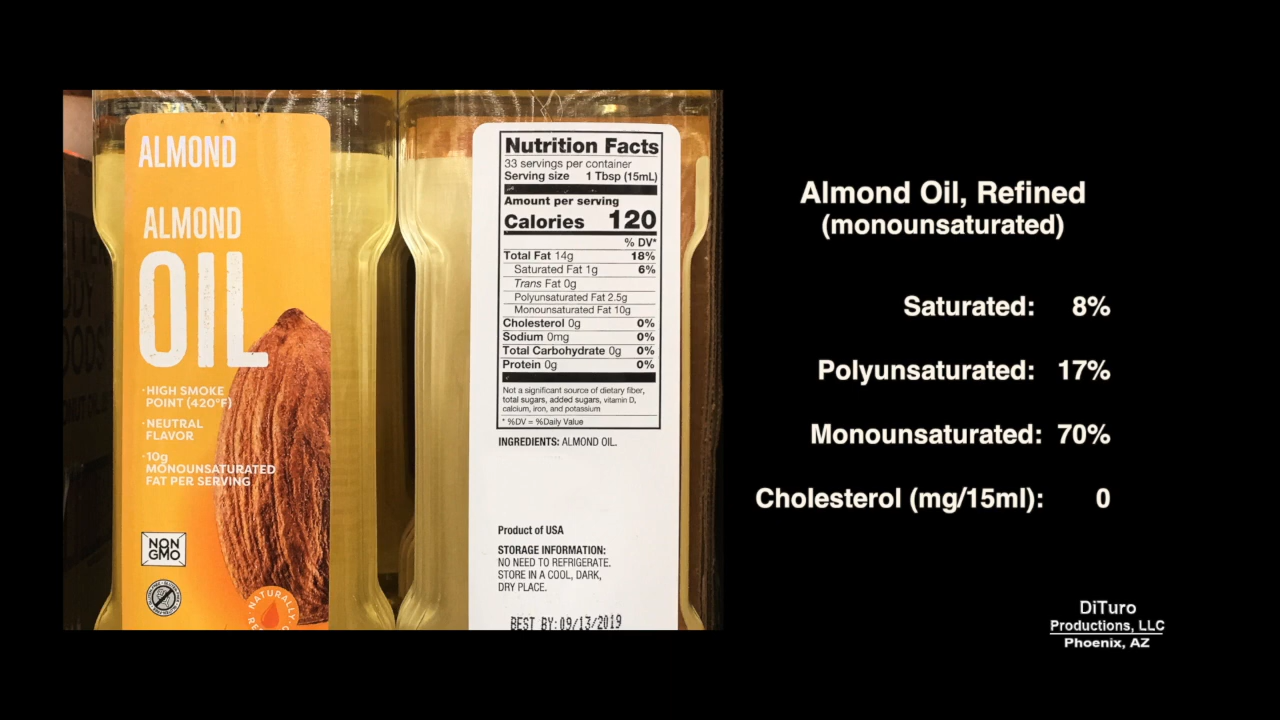 ALMOND
ALMOND
OIL
·HIGH SMOKE
POINT (420°F)
·NEUTRAL
FLAVOR
·10g
MONOUNSATURATED
FAT PER SERVING
NON
GMO
NATURALLY
Nutrition Facts
33 servings per container
Serving size 1 Tbsp (15mL)
Amount per serving
Calories 120
% DV*
Total Fat 14g 18%
Saturated Fat 1g 6%
Trans Fat 0g
Polyunsaturated Fat 2.5g
Monounsaturated Fat 10g
Cholesterol 0g 0%
Sodium 0mg 0%
Total Carbohydrate 0g 0%
Protein 0g 0%
Not a significant source of dietary fiber,
total sugars, added sugars, vitamin D,
calcium, iron, and potassium
* %DV = %Daily Value
INGREDIENTS: ALMOND OIL.
Product of USA
STORAGE INFORMATION:
NO NEED TO REFRIGERATE.
STORE IN A COOL, DARK,
DRY PLACE.
BEST BY:09/13/2019
Almond Oil, Refined
(monounsaturated)
Saturated: 8%
Polyunsaturated: 17%
Monounsaturated: 70%
Cholesterol (mg/15ml): 0
DiTuro
Productions, LLC
Phoenix, AZ